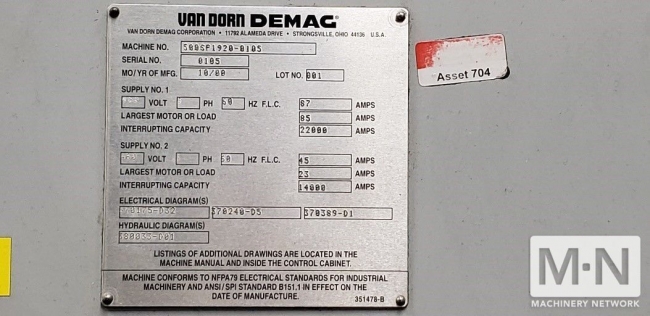 VAN DORN DEMAG
VAN DORN DEMAG CORPORATION • 11792 ALAMEDA DRIVE • STRONGSVILLE, OHIO 44136 U.S.A
MACHINE NO. 500SP1920-0105
SERIAL NO. 0105
MO/YR OF MFG. 10/00 LOT NO. 001
SUPPLY NO. 1
VOLT PH 60 HZ F.L.C. 87 AMPS
LARGEST MOTOR OR LOAD 85 AMPS
INTERRUPTING CAPACITY 22000 AMPS
SUPPLY NO. 2
VOLT PH 60 HZ F.L.C. 45 AMPS
LARGEST MOTOR OR LOAD 23 AMPS
INTERRUPTING CAPACITY 14000 AMPS
ELECTRICAL DIAGRAM(S)
370240-D5 370389-D1
HYDRAULIC DIAGRAM(S)
LISTINGS OF ADDITIONAL DRAWINGS ARE LOCATED IN THE
MACHINE MANUAL AND INSIDE THE CONTROL CABINET.
MACHINE CONFORMS TO NFPA79 ELECTRICAL STANDARDS FOR INDUSTRIAL
MACHINERY AND ANSI/SPI STANDARD B151.1 IN EFFECT ON THE
DATE OF MANUFACTURE.
351478-B
Asset 704
M·N
MACHINERY NETWORK